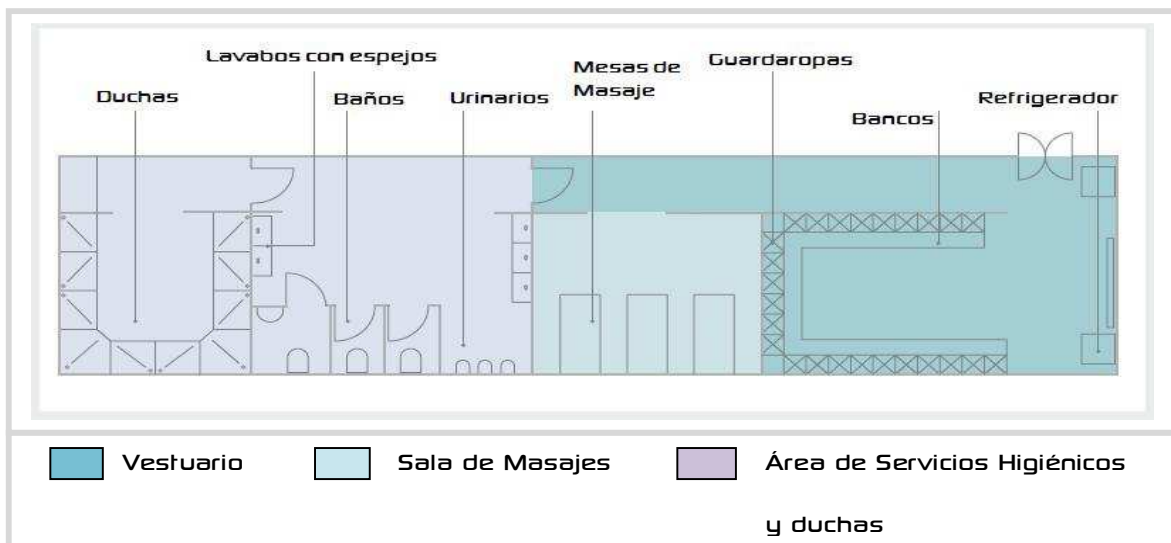 Lavabos con espejos
Mesas de
Masaje
Guardaropas
Duchas
Baños
Urinarios
Bancos
Refrigerador
Vestuario
Sala de Masajes
Área de Servicios Higiénicos
y duchas